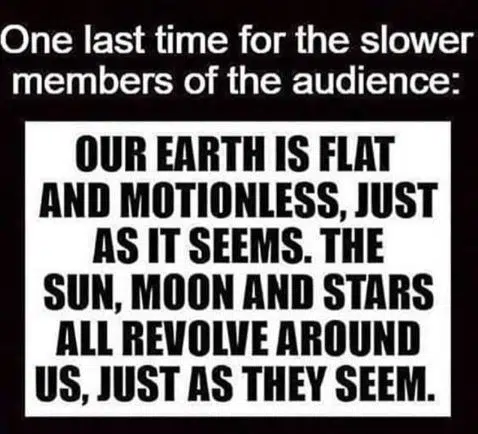 One last time for the slower
members of the audience:
OUR EARTH IS FLAT
AND MOTIONLESS, JUST
AS IT SEEMS. THE
SUN, MOON AND STARS
ALL REVOLVE AROUND
US, JUST AS THEY SEEM.